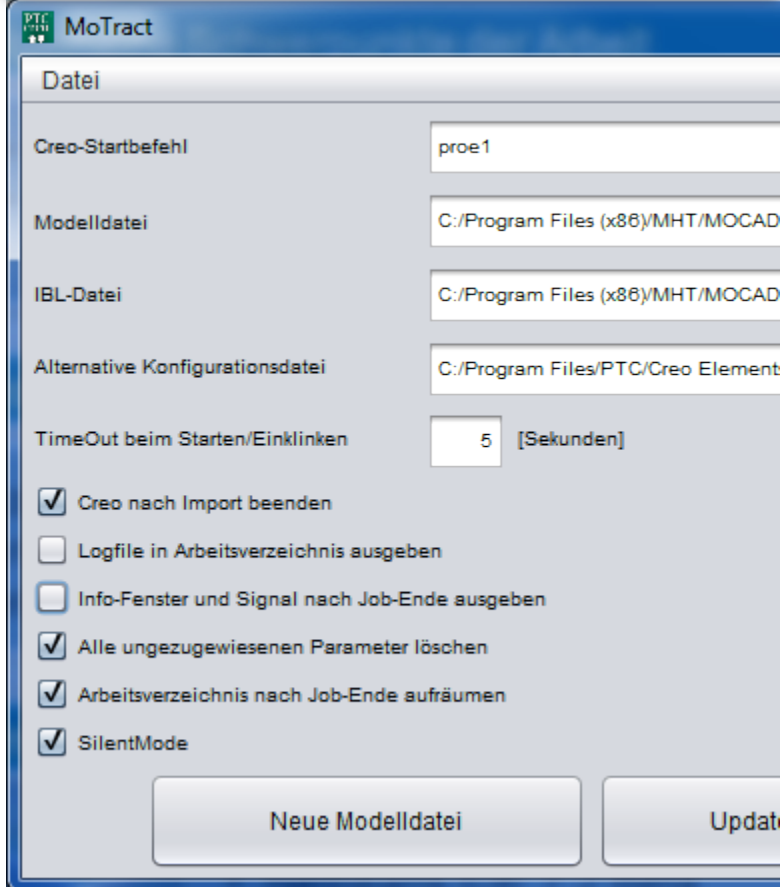 MoTract
Datei
Creo-Startbefehl proe1
Modelldatei C:/Program Files (x86)/MHT/MOCAD
IBL-Datei C:/Program Files (x86)/MHT/MOCAD
Alternative Konfigurationsdatei C:/Program Files/PTC/Creo Elements
TimeOut beim Starten/Einklinken 5 [Sekunden]
Creo nach Import beenden
Logfile in Arbeitsverzeichnis ausgeben
Info-Fenster und Signal nach Job-Ende ausgeben
Alle ungezugewiesenen Parameter löschen
Arbeitsverzeichnis nach Job-Ende aufräumen
SilentMode
Neue Modelldatei Update